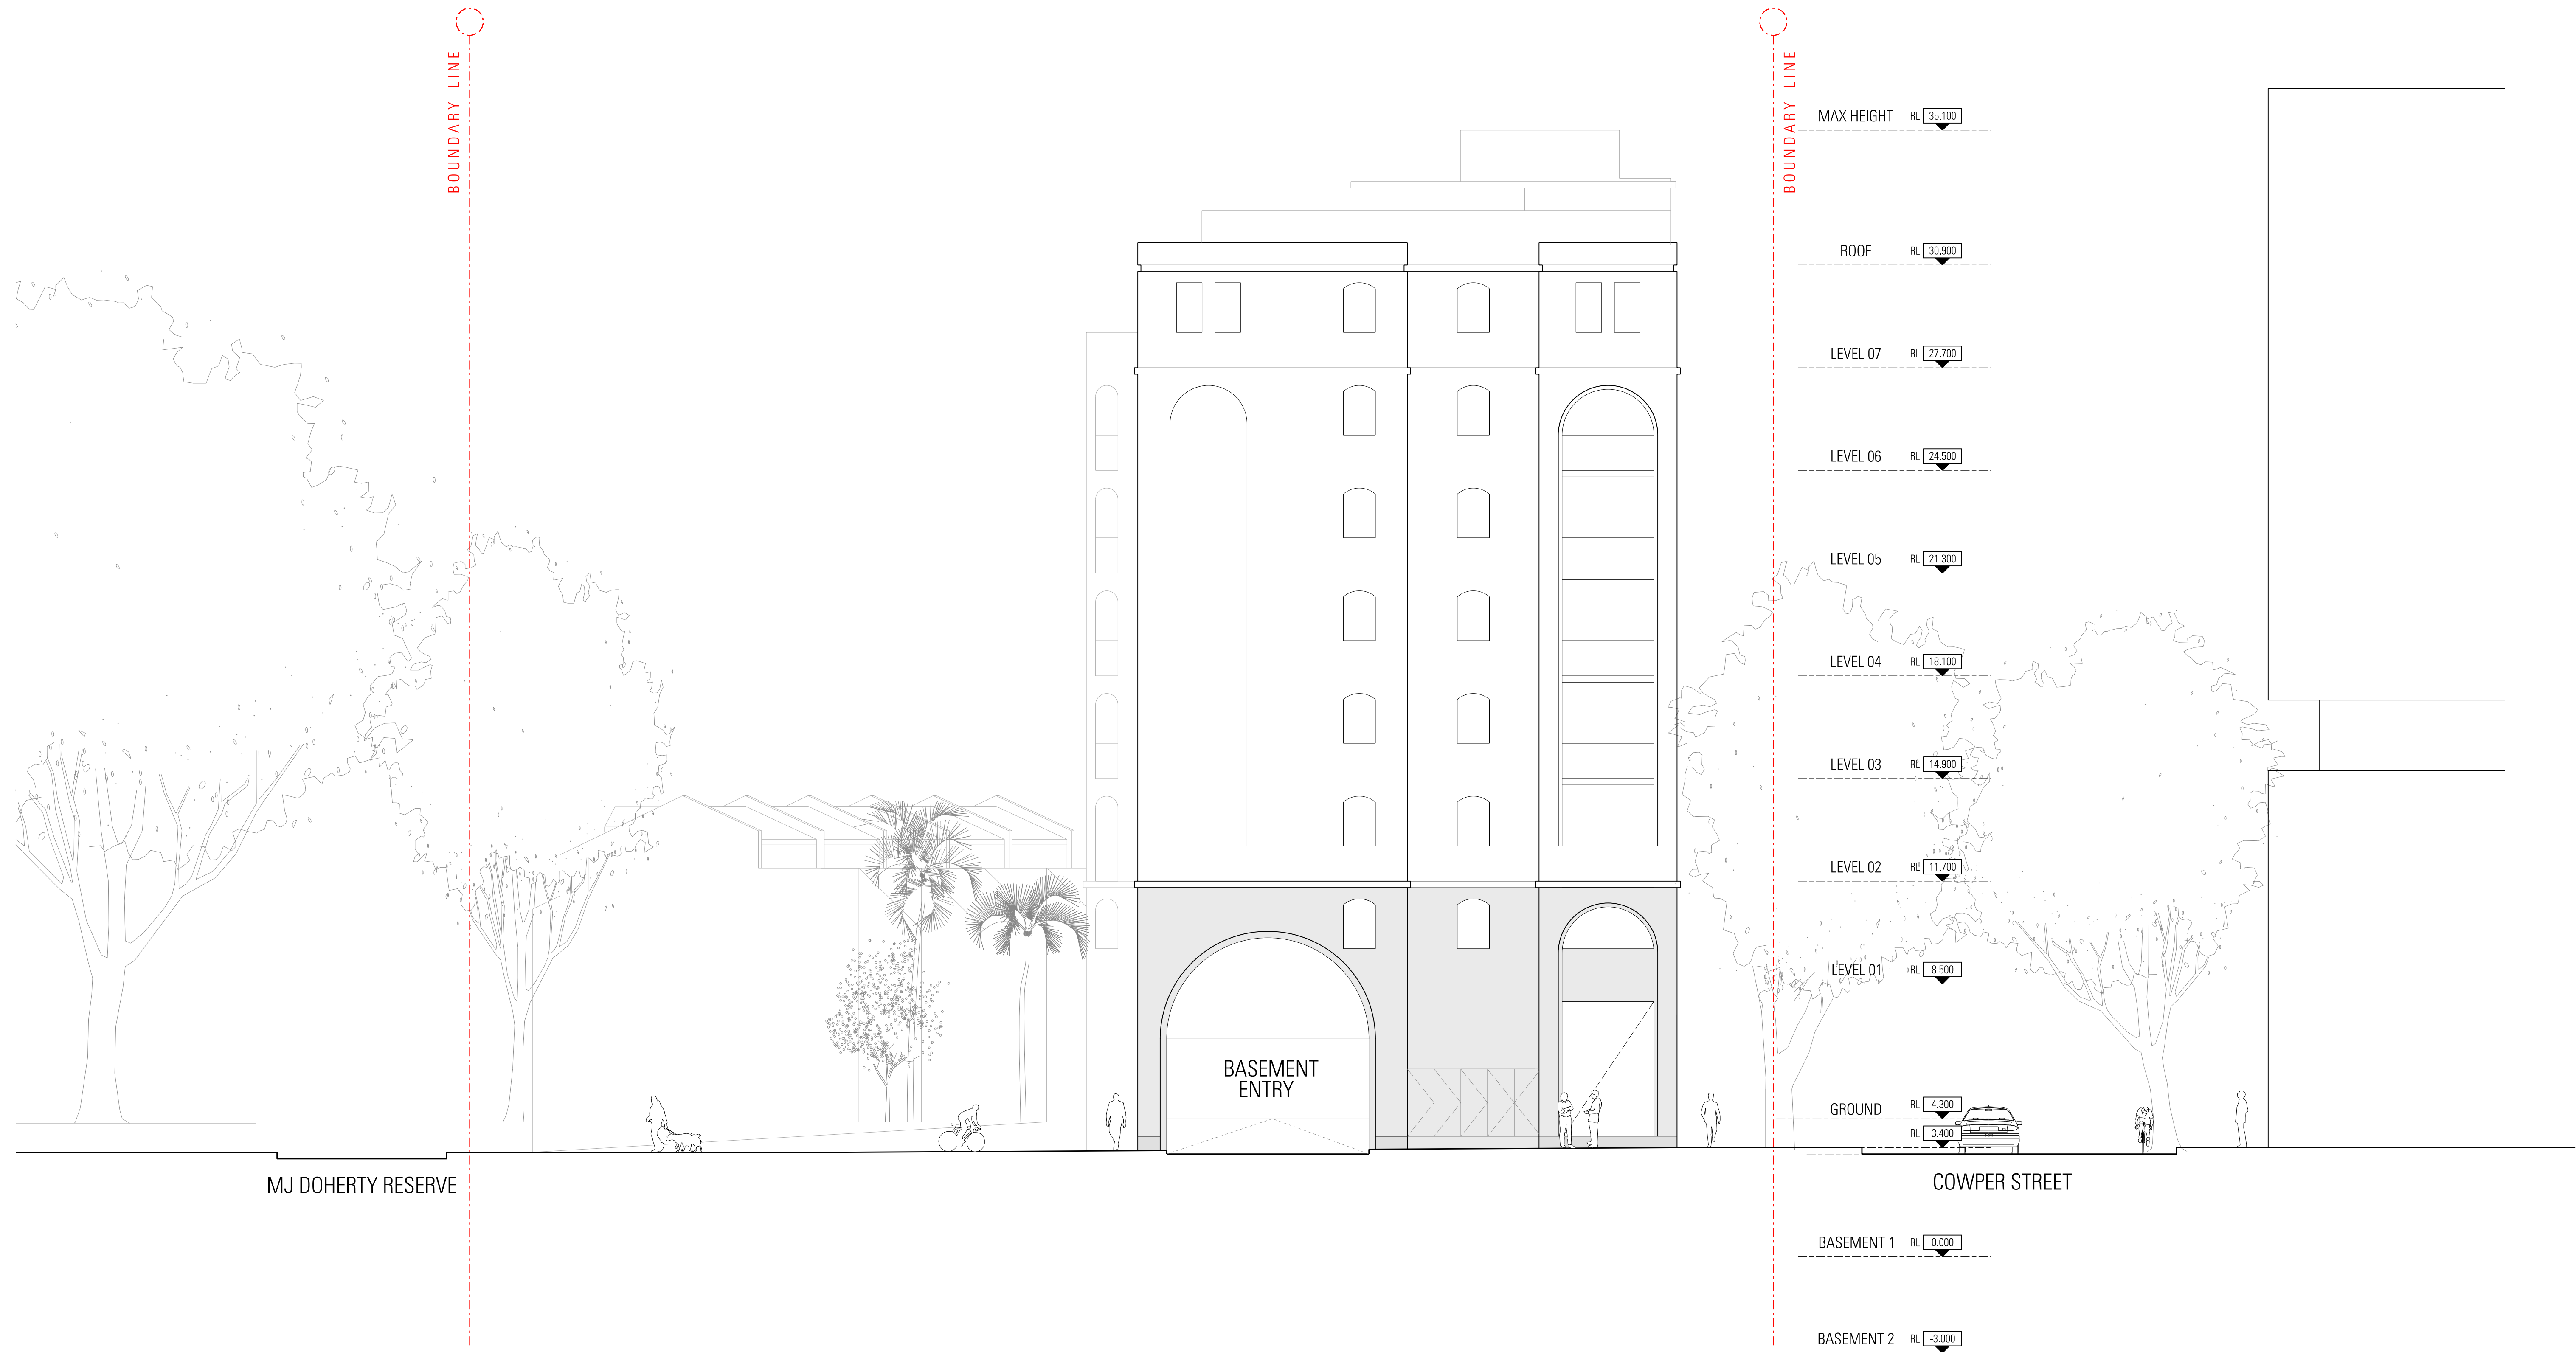 BOUNDARY LINE
BOUNDARY LINE
MAX HEIGHT RL 35.100
ROOF RL 30.900
LEVEL 07 RL 27.700
LEVEL 06 RL 24.500
LEVEL 05 RL 21.300
LEVEL 04 RL 18.100
LEVEL 03 RL 14.900
LEVEL 02 RL 11.700
LEVEL 01 RL 8.500
BASEMENT
ENTRY
GROUND RL 4.300
RL 3.400
MJ DOHERTY RESERVE
COWPER STREET
BASEMENT 1 RL 0.000
BASEMENT 2 RL -3.000